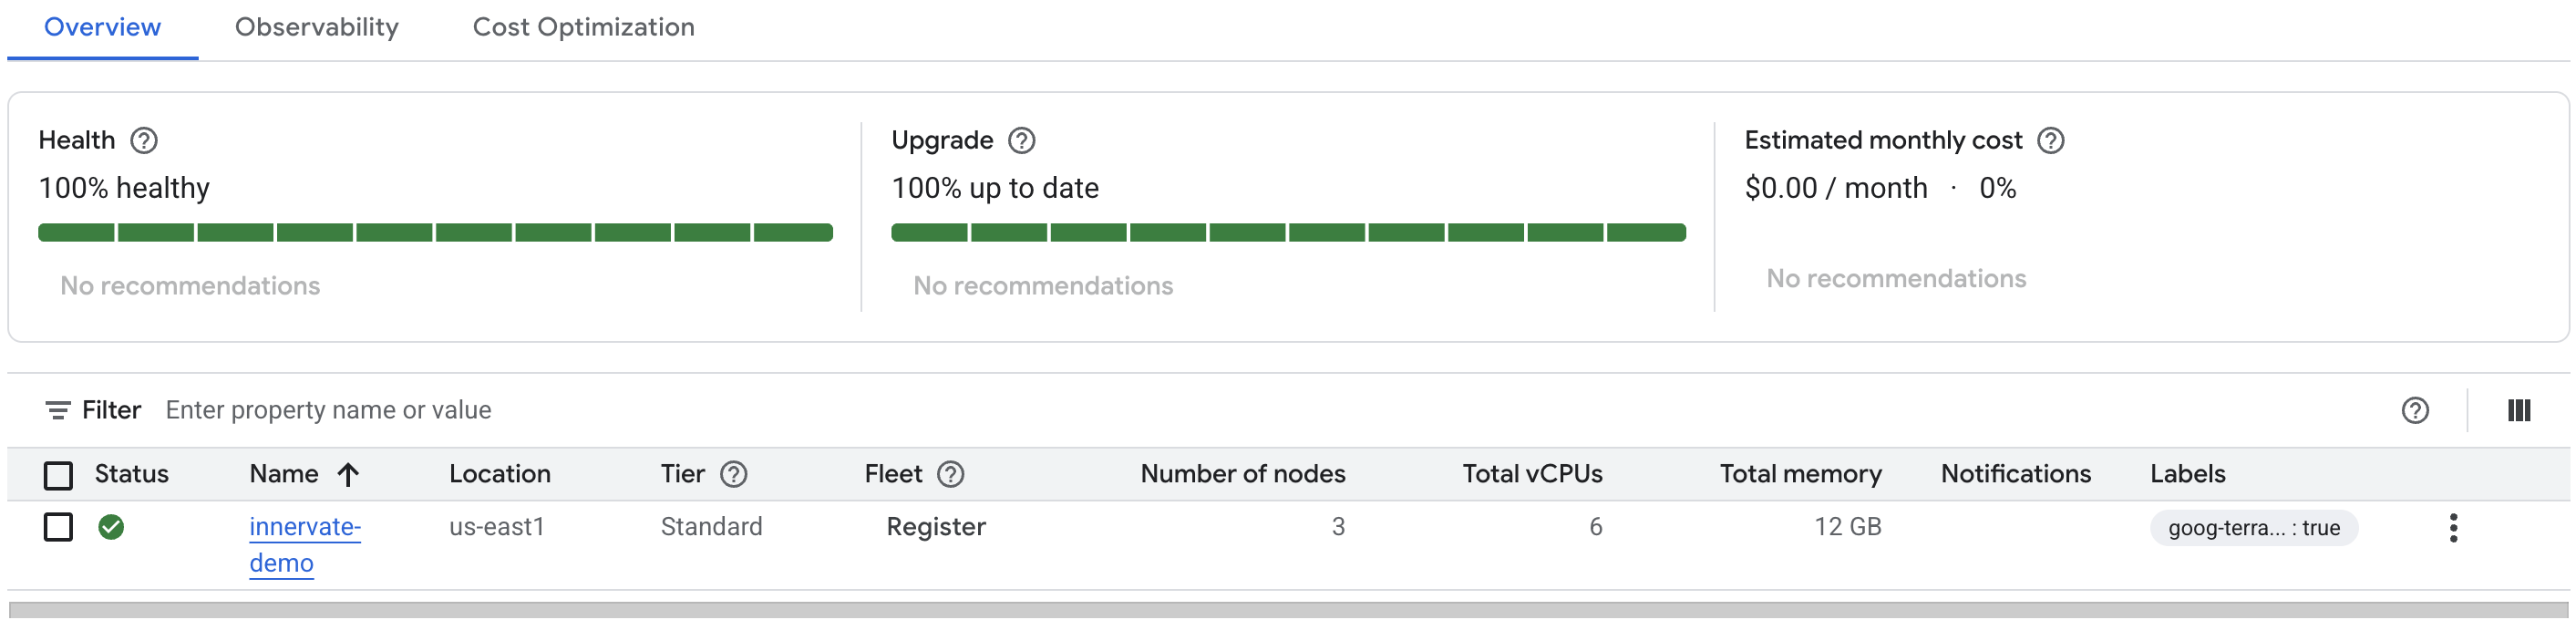 Overview Observability Cost Optimization
Health Upgrade Estimated monthly cost
100% healthy 100% up to date $0.00 / month · 0%
No recommendations No recommendations No recommendations
Filter Enter property name or value
Status Name Location Tier Fleet Number of nodes Total vCPUs Total memory Notifications Labels
innervate- us-east1 Standard Register 3 6 12 GB goog-terra... : true
demo